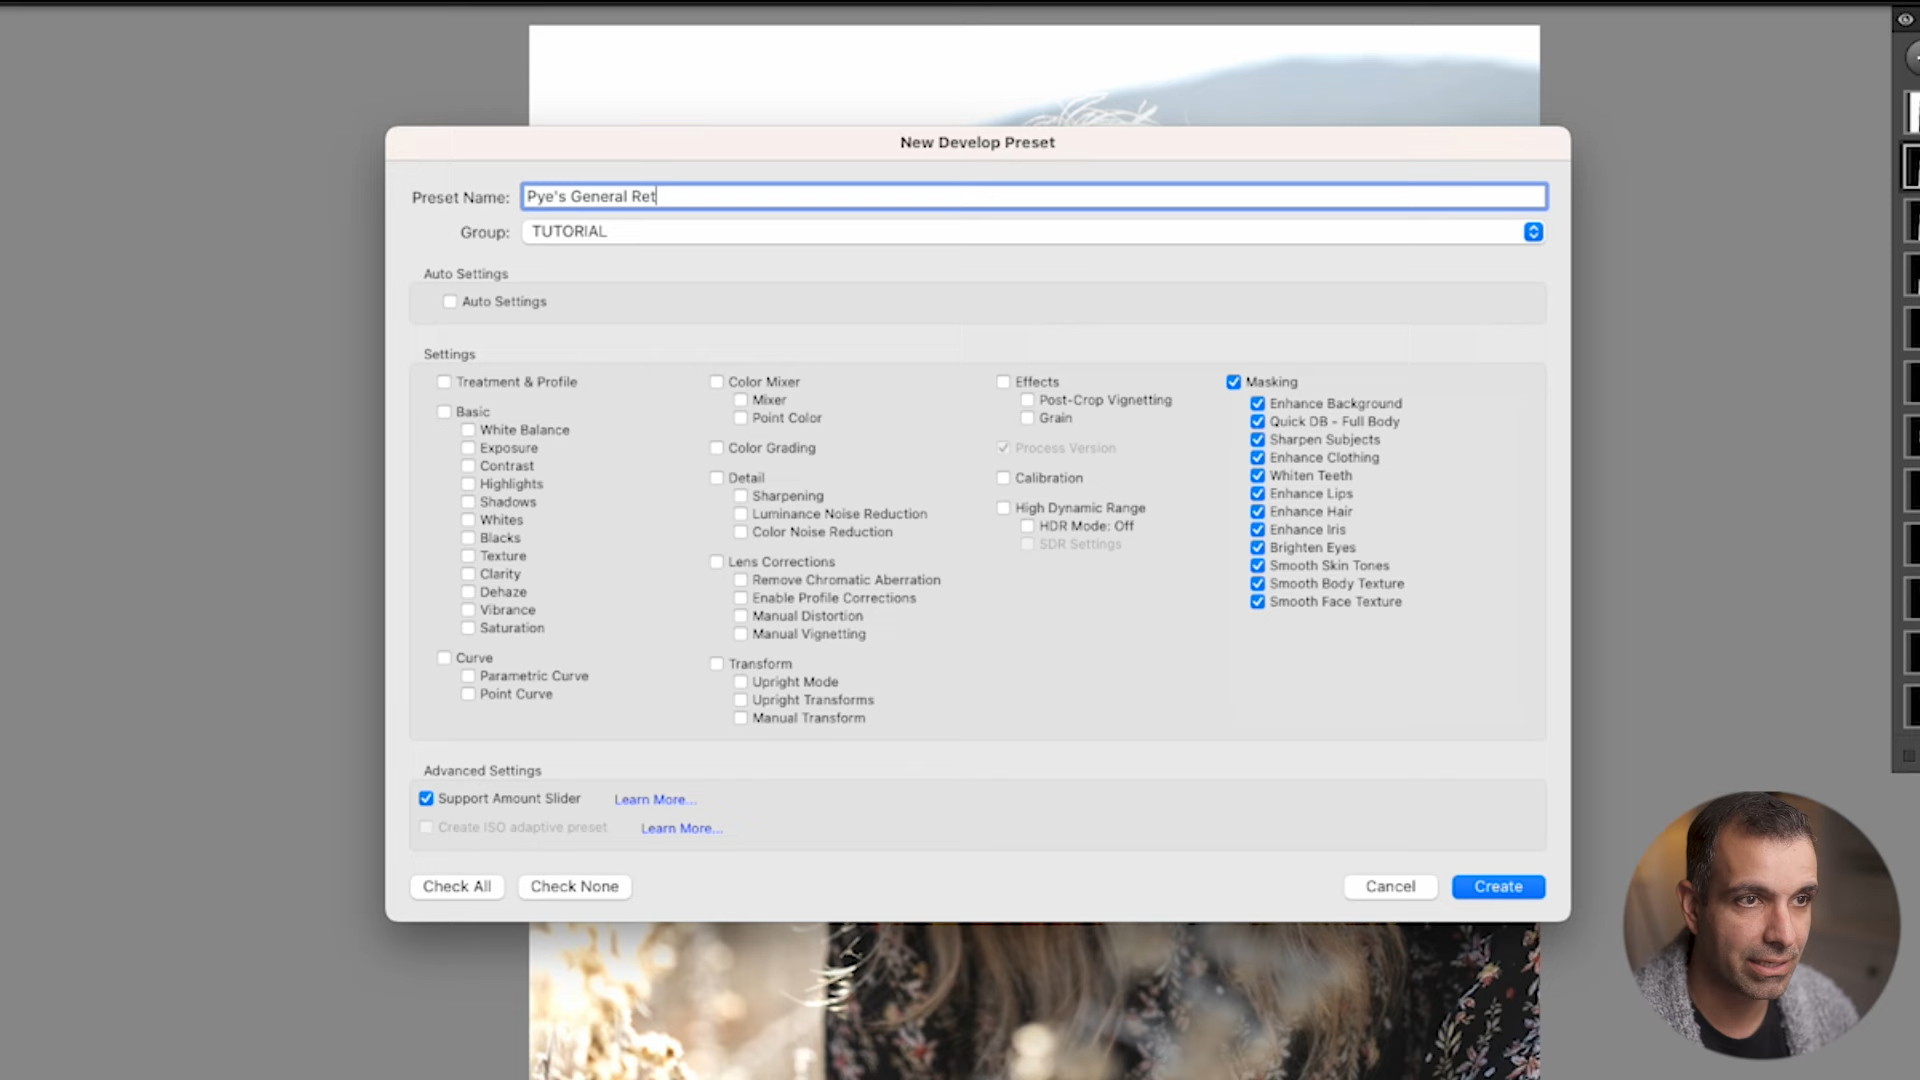 New Develop Preset
Preset Name: Pye's General Ret
Group: TUTORIAL
Auto Settings
Auto Settings
Settings
Treatment & Profile
Basic
White Balance
Exposure
Contrast
Highlights
Shadows
Whites
Blacks
Texture
Clarity
Dehaze
Vibrance
Saturation
Curve
Parametric Curve
Point Curve
Color Mixer
Mixer
Point Color
Color Grading
Detail
Sharpening
Luminance Noise Reduction
Color Noise Reduction
Lens Corrections
Remove Chromatic Aberration
Enable Profile Corrections
Manual Distortion
Manual Vignetting
Transform
Upright Mode
Upright Transforms
Manual Transform
Effects
Post-Crop Vignetting
Grain
Process Version
Calibration
High Dynamic Range
HDR Mode: Off
SDR Settings
Masking
Enhance Background
Quick DB - Full Body
Sharpen Subjects
Enhance Clothing
Whiten Teeth
Enhance Lips
Enhance Hair
Enhance Iris
Brighten Eyes
Smooth Skin Tones
Smooth Body Texture
Smooth Face Texture
Advanced Settings
Support Amount Slider Learn More...
Create ISO adaptive preset Learn More...
Check All Check None Cancel Create